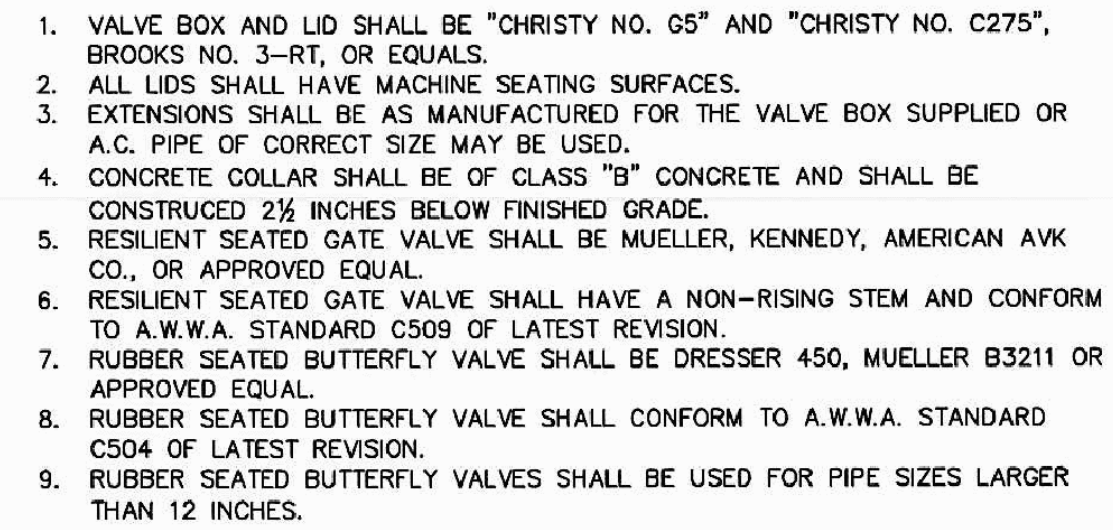 1. VALVE BOX AND LID SHALL BE "CHRISTY NO. G5" AND "CHRISTY NO. C275",
BROOKS NO. 3-RT, OR EQUALS.
2. ALL LIDS SHALL HAVE MACHINE SEATING SURFACES.
3. EXTENSIONS SHALL BE AS MANUFACTURED FOR THE VALVE BOX SUPPLIED OR
A.C. PIPE OF CORRECT SIZE MAY BE USED.
4. CONCRETE COLLAR SHALL BE OF CLASS "B" CONCRETE AND SHALL BE
CONSTRUCED 2½ INCHES BELOW FINISHED GRADE.
5. RESILIENT SEATED GATE VALVE SHALL BE MUELLER, KENNEDY, AMERICAN AVK
CO., OR APPROVED EQUAL.
6. RESILIENT SEATED GATE VALVE SHALL HAVE A NON-RISING STEM AND CONFORM
TO A.W.W.A. STANDARD C509 OF LATEST REVISION.
7. RUBBER SEATED BUTTERFLY VALVE SHALL BE DRESSER 450, MUELLER B3211 OR
APPROVED EQUAL.
8. RUBBER SEATED BUTTERFLY VALVE SHALL CONFORM TO A.W.W.A. STANDARD
C504 OF LATEST REVISION.
9. RUBBER SEATED BUTTERFLY VALVES SHALL BE USED FOR PIPE SIZES LARGER
THAN 12 INCHES.